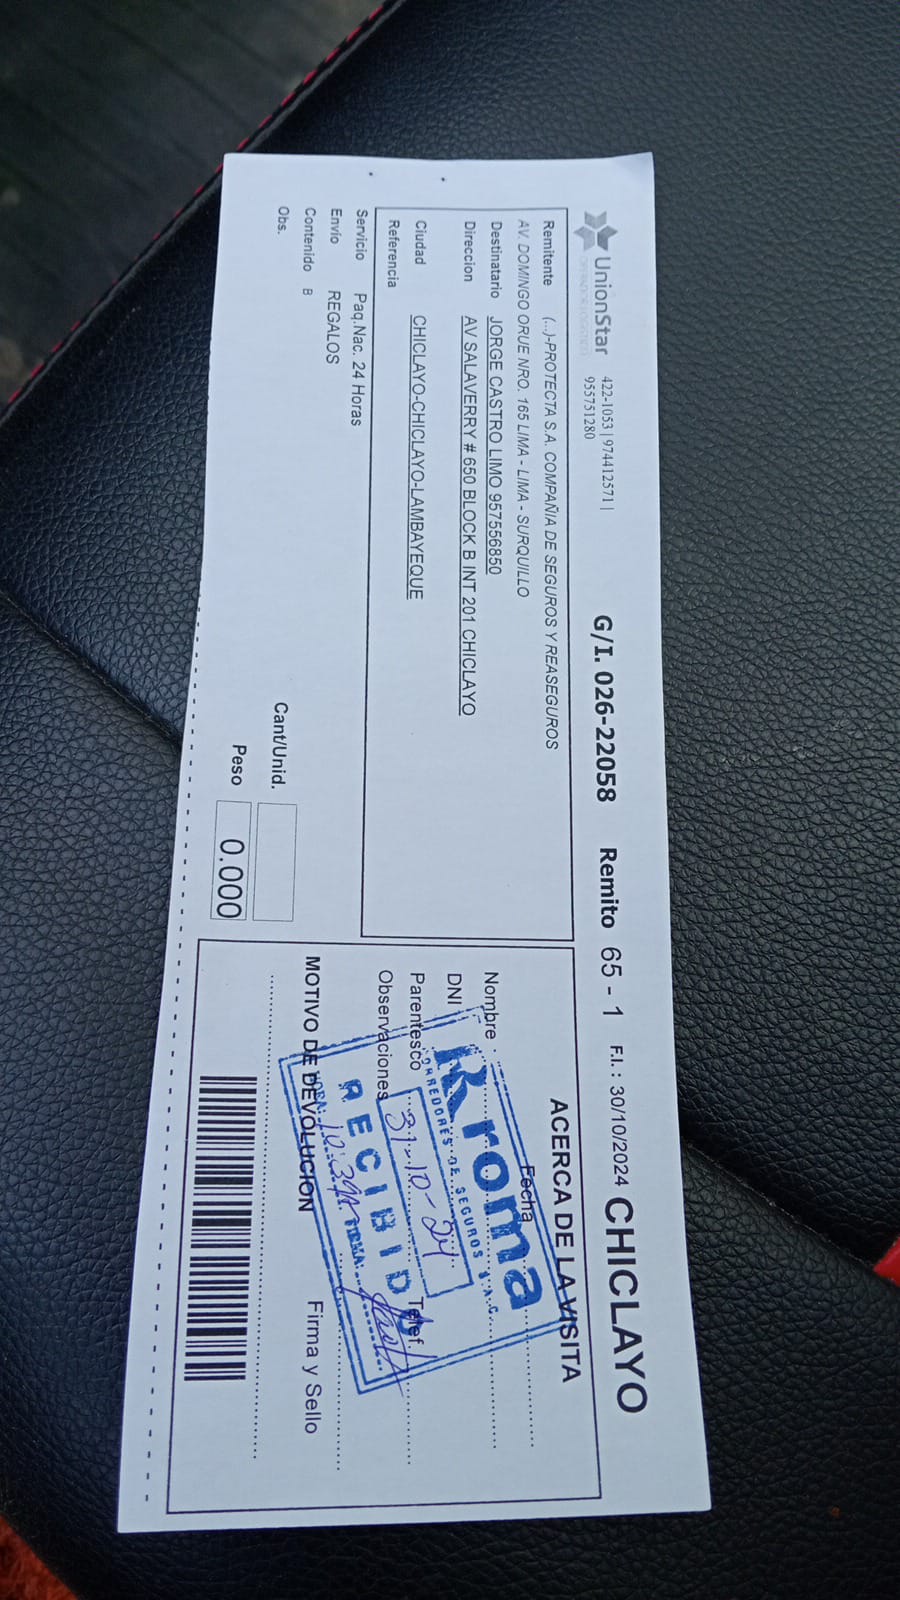 UnionStar
422-1053 | 974412571 |
955751280
G/I. 026-22058 Remito 65 - 1 F.I. : 30/10/2024 CHICLAYO
Remitente (...)-PROTECTA S.A. COMPAÑIA DE SEGUROS Y REASEGUROS
AV. DOMINGO ORUE NRO. 165 LIMA - LIMA - SURQUILLO
Destinatario JORGE CASTRO LIMO 957556850
Direccion AV SALAVERRY # 650 BLOCK B INT 201 CHICLAYO
Ciudad CHICLAYO-CHICLAYO-LAMBAYEQUE
Referencia
Servicio Paq.Nac. 24 Horas
Envío REGALOS
Contenido B
Obs.
Cant/Unid.
Peso 0.000
ACERCA DE LA VISITA
Fecha
Nombre
DNI
Parentesco
Telef
Observaciones
MOTIVO DE DEVOLUCION
Firma y Sello
Kroma
CORREDORES DE SEGUROS S.A.C.
31-10-24
RECIBIDO
FIRMA: